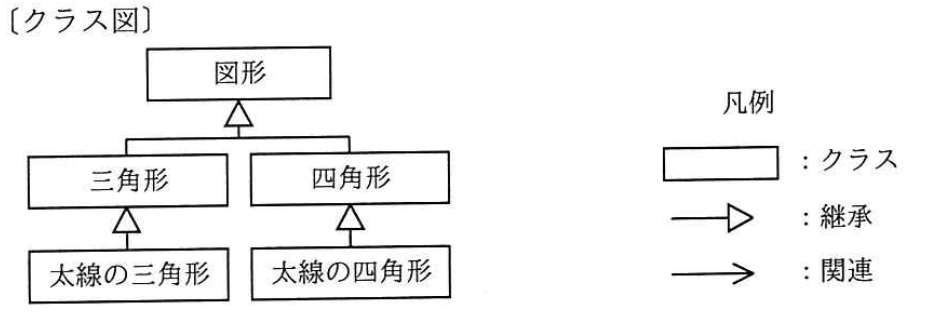 〔クラス図〕
図形
三角形
四角形
太線の三角形
太線の四角形
凡例
：クラス
：継承
：関連